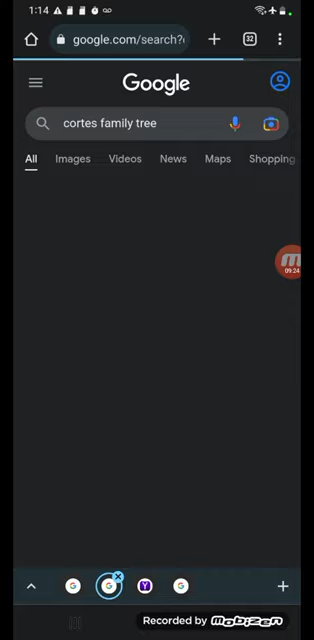 1:14
google.com/search?
32
Google
cortes family tree
All Images Videos News Maps Shopping
09:24
Recorded by mobizen